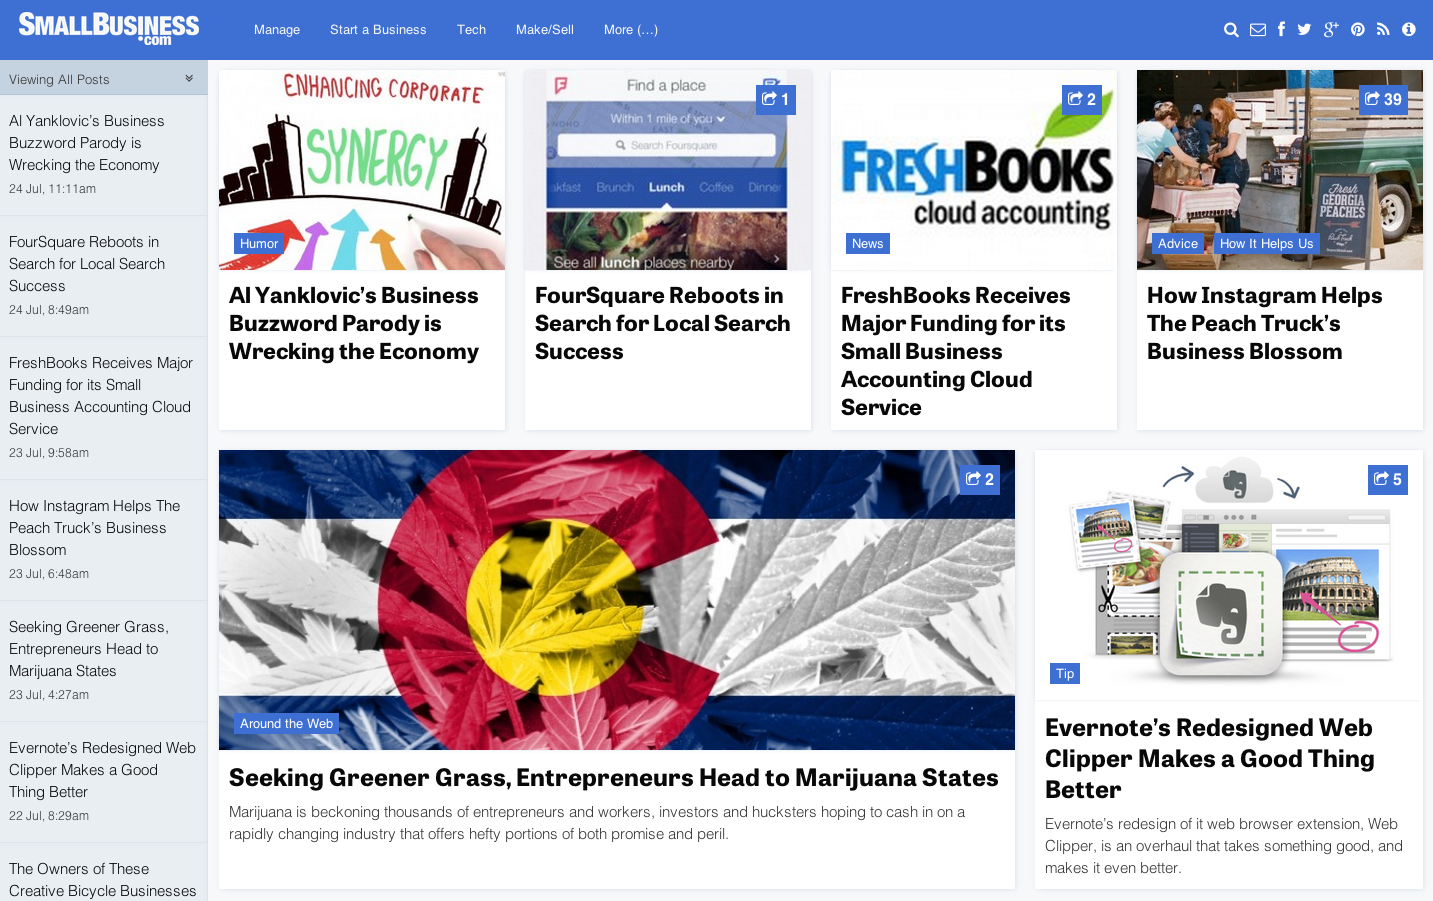 SMALLBUSINESS
.com
Manage
Start a Business
Tech
Make/Sell
More (...)
Viewing All Posts
Al Yanklovic's Business
Buzzword Parody is
Wrecking the Economy
24 Jul, 11:11am
FourSquare Reboots in
Search for Local Search
Success
24 Jul, 8:49am
FreshBooks Receives Major
Funding for its Small
Business Accounting Cloud
Service
23 Jul, 9:58am
How Instagram Helps The
Peach Truck's Business
Blossom
23 Jul, 6:48am
Seeking Greener Grass,
Entrepreneurs Head to
Marijuana States
23 Jul, 4:27am
Evernote's Redesigned Web
Clipper Makes a Good
Thing Better
22 Jul, 8:29am
The Owners of These
Creative Bicycle Businesses
ENHANCING CORPORATE
SYNERGY
Humor
Al Yanklovic's Business
Buzzword Parody is
Wrecking the Economy
Find a place
1
Within 1 mile of you
Search Foursquare
akfast Brunch Lunch Coffee Dinner
See all lunch places nearby
FourSquare Reboots in
Search for Local Search
Success
2
FRESHBOOKS
cloud accounting
News
FreshBooks Receives
Major Funding for its
Small Business
Accounting Cloud
Service
39
Fresh
GEORGIA
PEACHES
Advice
How It Helps Us
How Instagram Helps
The Peach Truck's
Business Blossom
2
Around the Web
Seeking Greener Grass, Entrepreneurs Head to Marijuana States
Marijuana is beckoning thousands of entrepreneurs and workers, investors and hucksters hoping to cash in on a
rapidly changing industry that offers hefty portions of both promise and peril.
5
Tip
Evernote's Redesigned Web
Clipper Makes a Good Thing
Better
Evernote's redesign of it web browser extension, Web
Clipper, is an overhaul that takes something good, and
makes it even better.